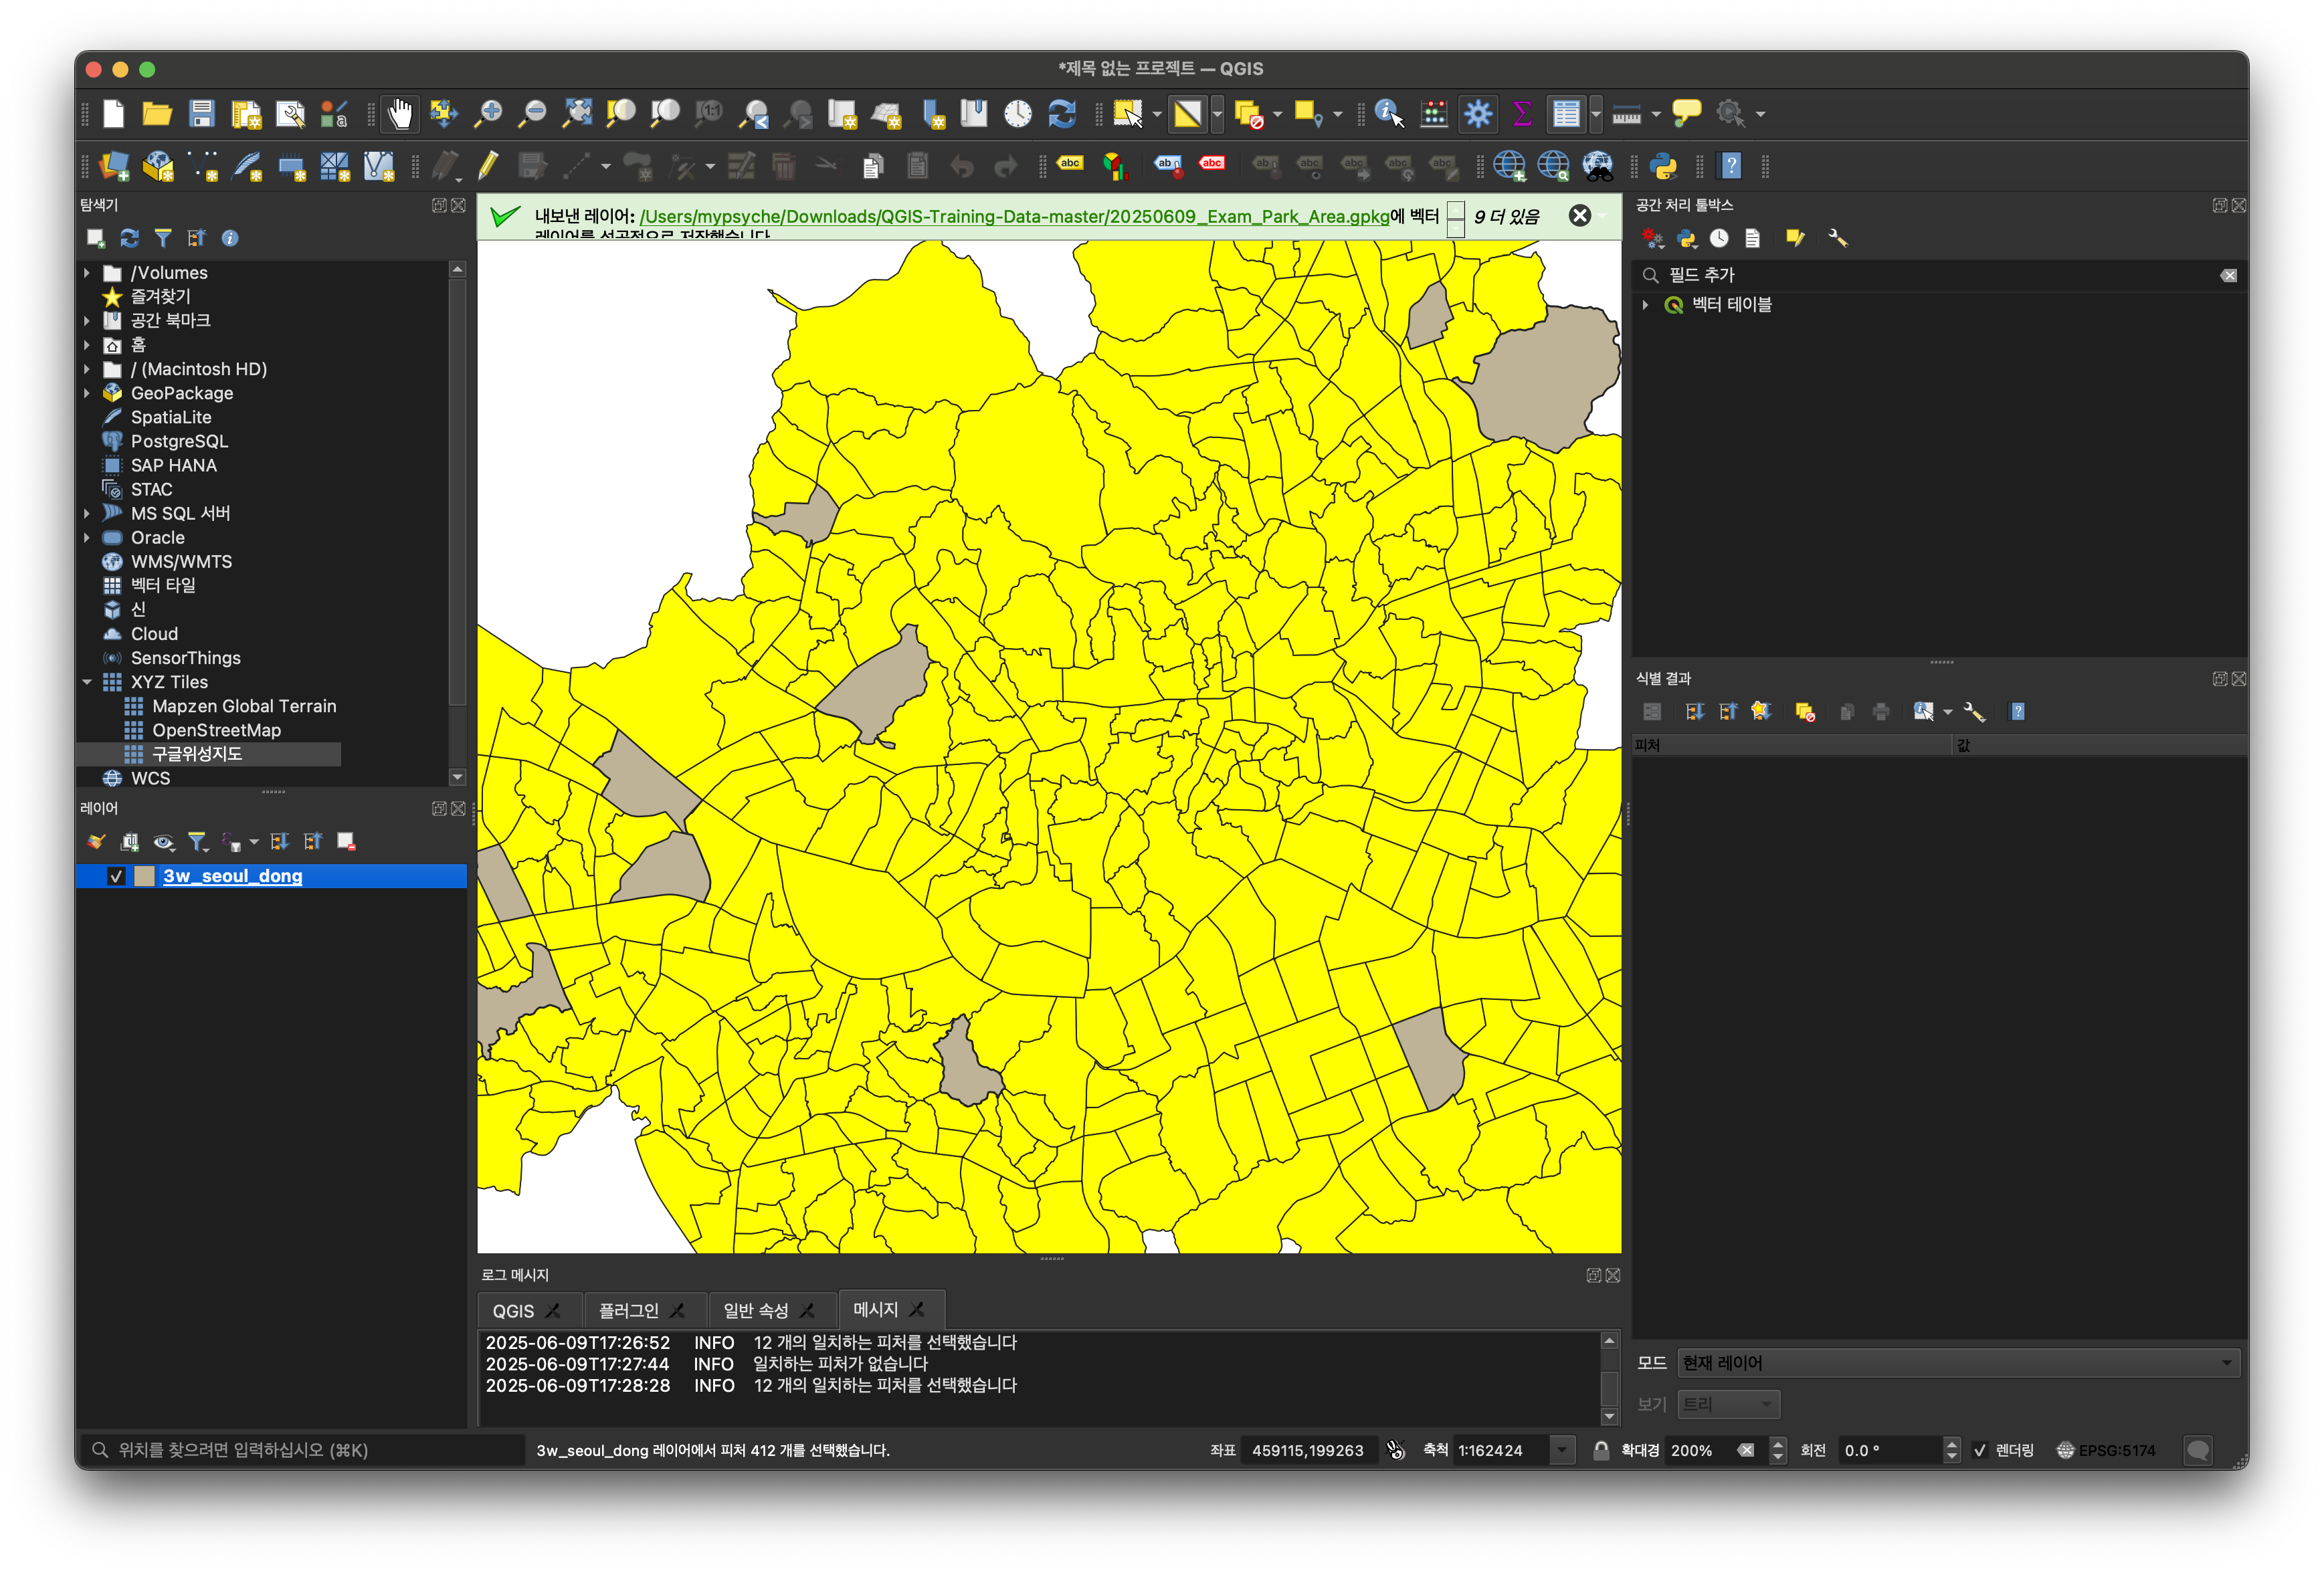 *제목 없는 프로젝트 — QGIS
탐색기
/Volumes
즐겨찾기
공간 북마크
홈
/ (Macintosh HD)
GeoPackage
SpatiaLite
PostgreSQL
SAP HANA
STAC
MS SQL 서버
Oracle
WMS/WMTS
벡터 타일
신
Cloud
SensorThings
XYZ Tiles
Mapzen Global Terrain
OpenStreetMap
구글위성지도
WCS
레이어
3w_seoul_dong
내보낸 레이어: /Users/mypsyche/Downloads/QGIS-Training-Data-master/20250609_Exam_Park_Area.gpkg에 벡터
레이어를 성공적으로 저장했습니다
9 더 있음
로그 메시지
QGIS
플러그인
일반 속성
메시지
2025-06-09T17:26:52 INFO 12 개의 일치하는 피처를 선택했습니다
2025-06-09T17:27:44 INFO 일치하는 피처가 없습니다
2025-06-09T17:28:28 INFO 12 개의 일치하는 피처를 선택했습니다
공간 처리 툴박스
필드 추가
벡터 테이블
식별 결과
피처 값
모드 현재 레이어
보기 트리
위치를 찾으려면 입력하십시오 (⌘K)
3w_seoul_dong 레이어에서 피처 412 개를 선택했습니다.
좌표 459115,199263
축척 1:162424
확대경 200%
회전 0.0 °
렌더링
EPSG:5174